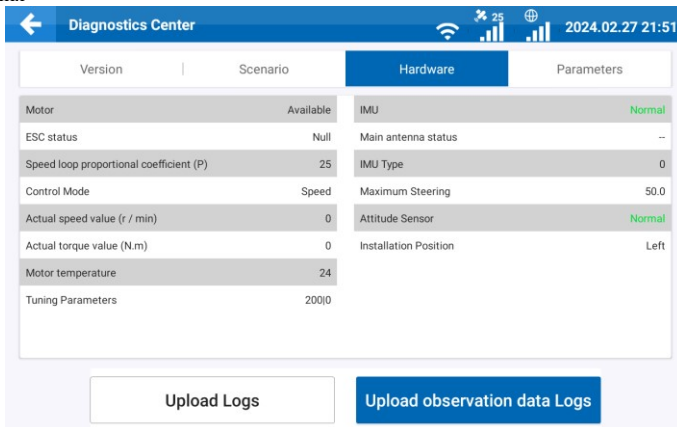 Diagnostics Center 25 2024.02.27 21:51
Version Scenario Hardware Parameters
Motor Available
IMU Normal
ESC status Null
Main antenna status --
Speed loop proportional coefficient (P) 25
IMU Type 0
Control Mode Speed
Maximum Steering 50.0
Actual speed value (r / min) 0
Attitude Sensor Normal
Actual torque value (N.m) 0
Installation Position Left
Motor temperature 24
Tuning Parameters 200|0
Upload Logs Upload observation data Logs